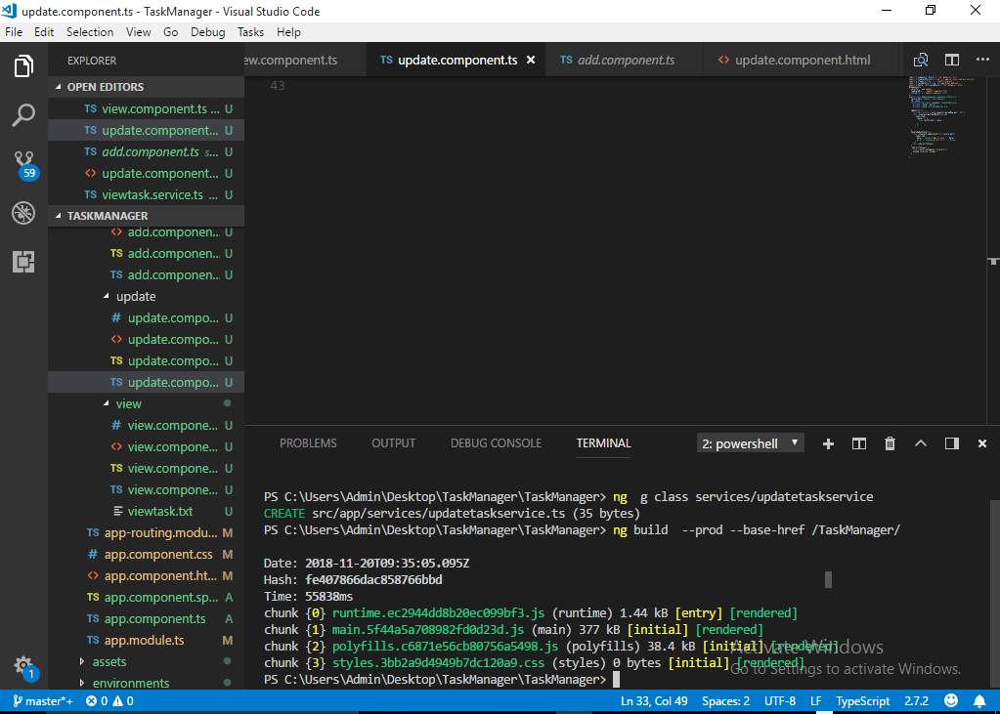 update.component.ts - TaskManager - Visual Studio Code
File Edit Selection View Go Debug Tasks Help
EXPLORER
ew.component.ts
TS update.component.ts
TS add.component.ts
<> update.component.html
OPEN EDITORS
TS view.component.ts ... U
TS update.component... U
TS add.component.ts s... U
<> update.component... U
TS viewtask.service.ts ... U
59
TASKMANAGER
<> add.componen... U
TS add.componen... U
TS add.componen... U
update
# update.compo... U
<> update.compo... U
TS update.compo... U
TS update.compo... U
view
# view.compone... U
<> view.compone... U
TS view.compone... U
TS view.compone... U
viewtask.txt U
TS app-routing.modu... M
# app.component.css M
<> app.component.ht... M
TS app.component.sp... A
TS app.component.ts A
TS app.module.ts M
assets
environments
1
43
PROBLEMS OUTPUT DEBUG CONSOLE TERMINAL
2: powershell
PS C:\Users\Admin\Desktop\TaskManager\TaskManager> ng  g class services/updatetaskservice
CREATE src/app/services/updatetaskservice.ts (35 bytes)
PS C:\Users\Admin\Desktop\TaskManager\TaskManager> ng build  --prod --base-href /TaskManager/
Date: 2018-11-20T09:35:05.095Z
Hash: fe407866dac858766bbd
Time: 55838ms
chunk {0} runtime.ec2944dd8b20ec099bf3.js (runtime) 1.44 kB [entry] [rendered]
chunk {1} main.5f44a5a708982fd0d23d.js (main) 377 kB [initial] [rendered]
chunk {2} polyfills.c6871e56cb80756a5498.js (polyfills) 38.4 kB [initial] [rendered]
chunk {3} styles.3bb2a9d4949b7dc120a9.css (styles) 0 bytes [initial] [rendered]
PS C:\Users\Admin\Desktop\TaskManager\TaskManager>
Activate Windows
Go to Settings to activate Windows.
master*+ 0 0
Ln 33, Col 49 Spaces: 2 UTF-8 LF TypeScript 2.7.2